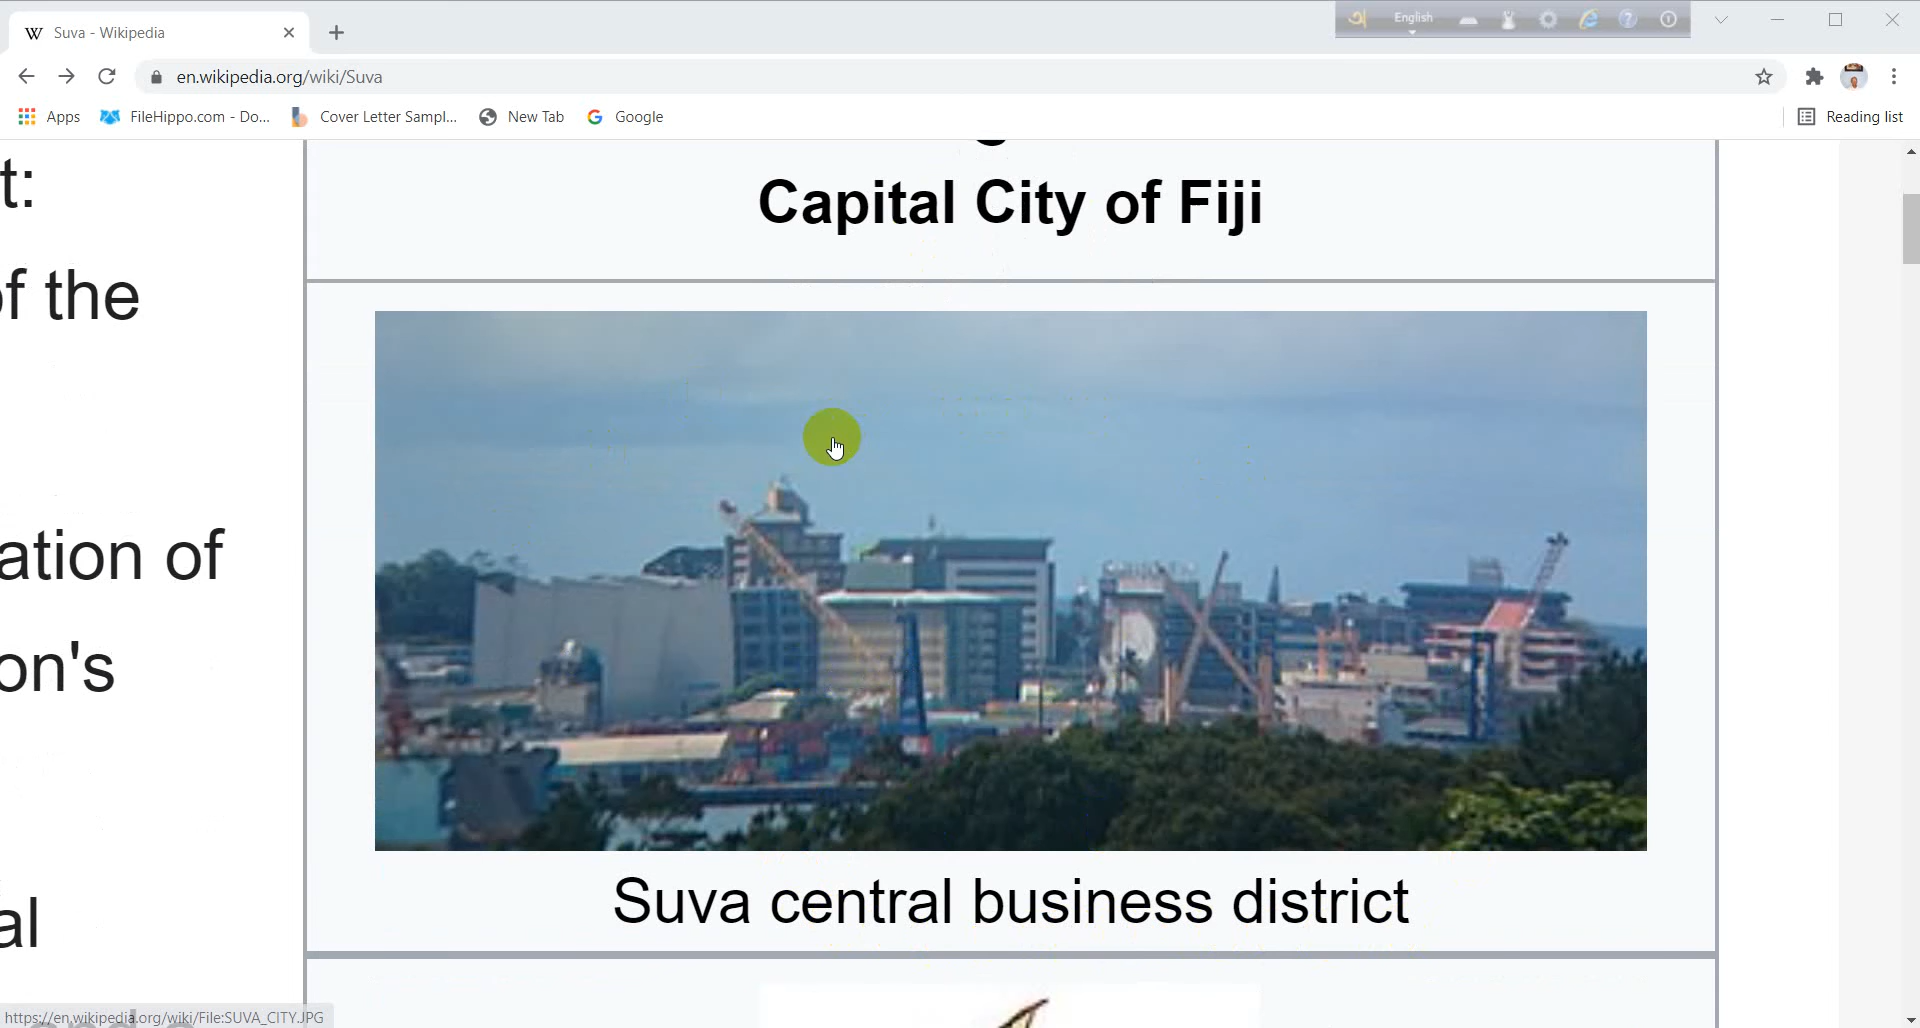 Suva - Wikipedia
English
en.wikipedia.org/wiki/Suva
Apps
FileHippo.com - Do...
Cover Letter Sampl...
New Tab
Google
Reading list
t:
of the
ation of
on's
al
Capital City of Fiji
Suva central business district
https://en.wikipedia.org/wiki/File:SUVA_CITY.JPG